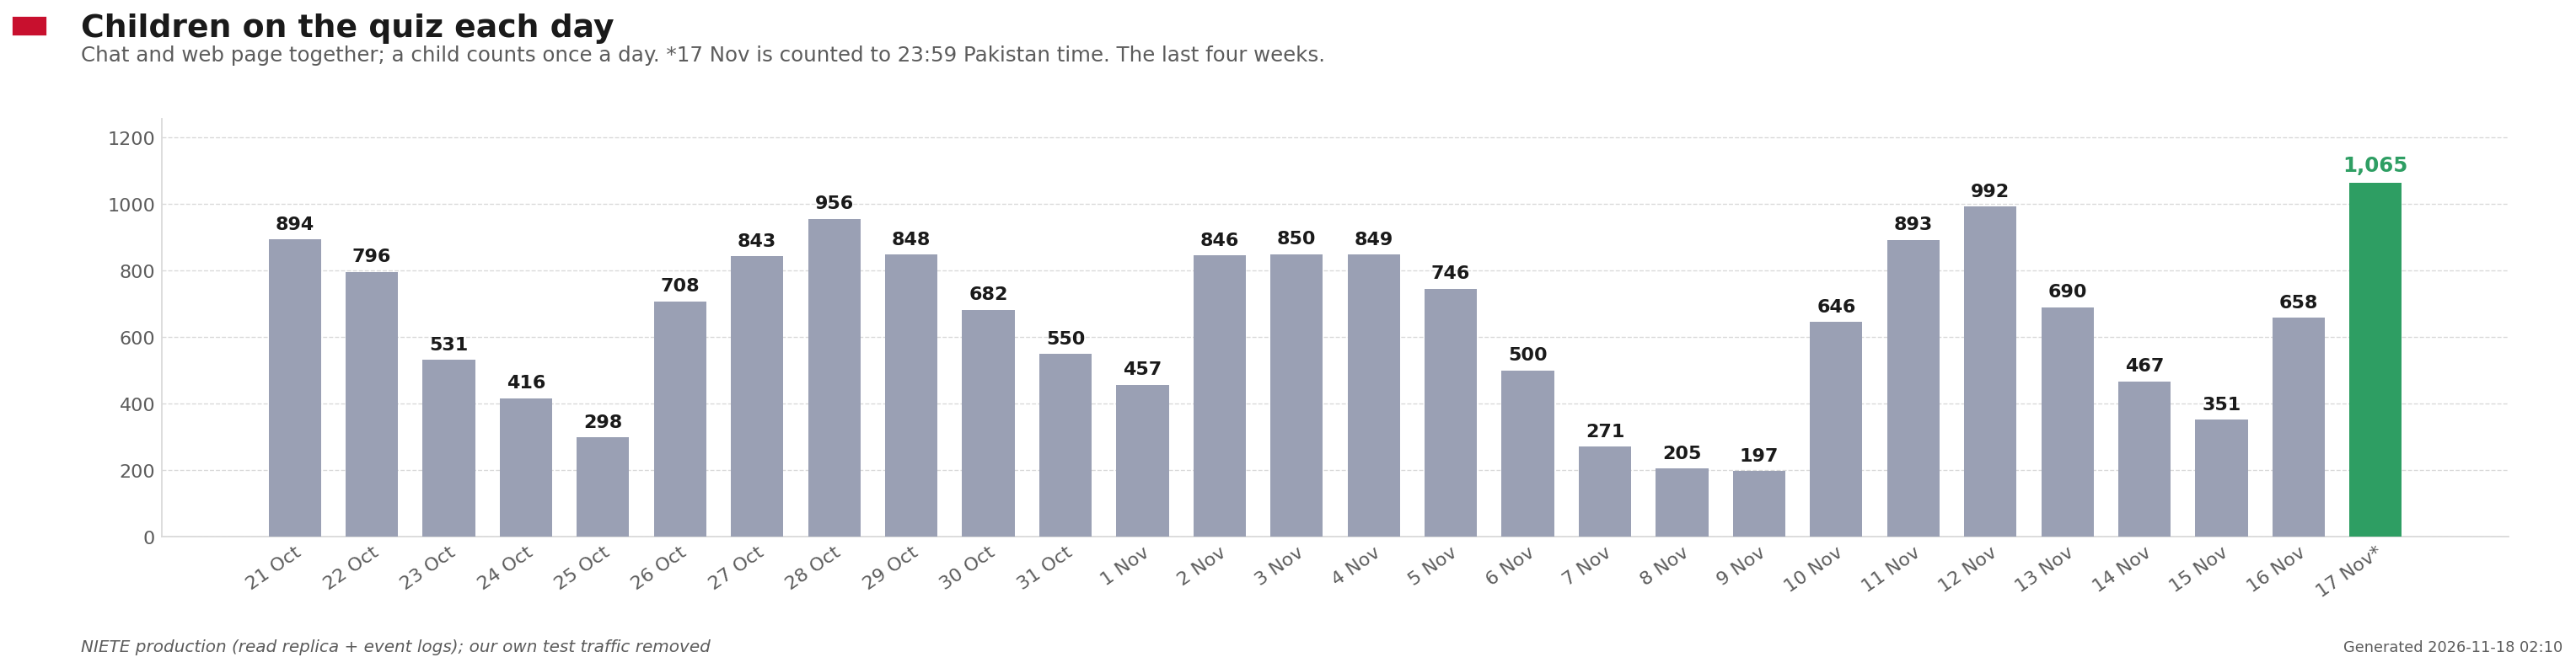 Children on the quiz each day
Chat and web page together; a child counts once a day. *17 Nov is counted to 23:59 Pakistan time. The last four weeks.
1200
1000
800
600
400
200
0
894
796
531
416
298
708
843
956
848
682
550
457
846
850
849
746
500
271
205
197
646
893
992
690
467
351
658
1,065
21 Oct
22 Oct
23 Oct
24 Oct
25 Oct
26 Oct
27 Oct
28 Oct
29 Oct
30 Oct
31 Oct
1 Nov
2 Nov
3 Nov
4 Nov
5 Nov
6 Nov
7 Nov
8 Nov
9 Nov
10 Nov
11 Nov
12 Nov
13 Nov
14 Nov
15 Nov
16 Nov
17 Nov*
NIETE production (read replica + event logs); our own test traffic removed
Generated 2026-11-18 02:10